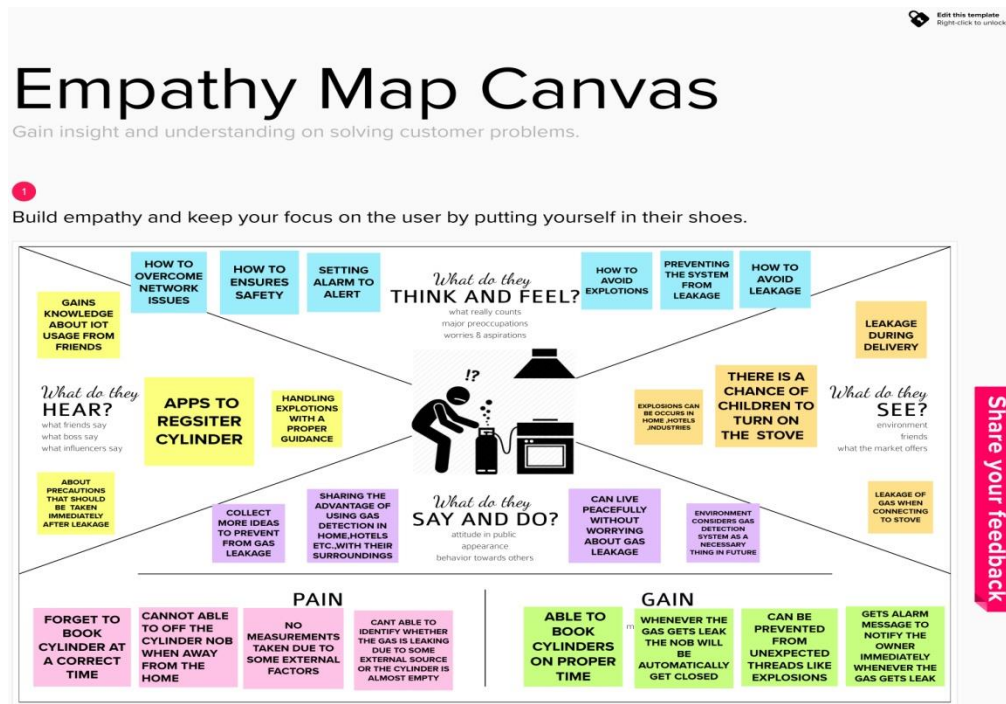 Edit this template
Right-click to unlock
Empathy Map Canvas
Gain insight and understanding on solving customer problems.
1
Build empathy and keep your focus on the user by putting yourself in their shoes.
HOW TO
OVERCOME
NETWORK
ISSUES
HOW TO
ENSURES
SAFETY
SETTING
ALARM TO
ALERT
What do they
THINK AND FEEL?
what really counts
major preoccupations
worries & aspirations
HOW TO
AVOID
EXPLOTIONS
PREVENTING
THE SYSTEM
FROM
LEAKAGE
HOW TO
AVOID
LEAKAGE
GAINS
KNOWLEDGE
ABOUT IOT
USAGE FROM
FRIENDS
What do they
HEAR?
what friends say
what boss say
what influencers say
APPS TO
REGSITER
CYLINDER
HANDLING
EXPLOTIONS
WITH A
PROPER
GUIDANCE
ABOUT
PRECAUTIONS
THAT SHOULD
BE TAKEN
IMMEDIATELY
AFTER LEAKAGE
!?
LEAKAGE
DURING
DELIVERY
EXPLOSIONS CAN
BE OCCURS IN
HOME ,HOTELS
,INDUSTRIES
THERE IS A
CHANCE OF
CHILDREN TO
TURN ON
THE STOVE
What do they
SEE?
environment
friends
what the market offers
LEAKAGE OF
GAS WHEN
CONNECTING
TO STOVE
COLLECT
MORE IDEAS
TO PREVENT
FROM GAS
LEAKAGE
SHARING THE
ADVANTAGE OF
USING GAS
DETECTION IN
HOME,HOTELS
ETC.,WITH THEIR
SURROUNDINGS
What do they
SAY AND DO?
attitude in public
appearance
behavior towards others
CAN LIVE
PEACEFULLY
WITHOUT
WORRYING
ABOUT GAS
LEAKAGE
ENVIRONMENT
CONSIDERS GAS
DETECTION
SYSTEM AS A
NECESSARY
THING IN FUTURE
Share your feedback
PAIN
FORGET TO
BOOK
CYLINDER AT
A CORRECT
TIME
CANNOT ABLE
TO OFF THE
CYLINDER NOB
WHEN AWAY
FROM THE
HOME
NO
MEASUREMENTS
TAKEN DUE TO
SOME EXTERNAL
FACTORS
CANT ABLE TO
IDENTIFY WHETHER
THE GAS IS LEAKING
DUE TO SOME
EXTERNAL SOURCE
OR THE CYLINDER IS
ALMOST EMPTY
GAIN
ABLE TO
BOOK
CYLINDERS
ON PROPER
TIME
WHENEVER THE
GAS GETS LEAK
THE NOB WILL
BE
AUTOMATICALLY
GET CLOSED
CAN BE
PREVENTED
FROM
UNEXPECTED
THREADS LIKE
EXPLOSIONS
GETS ALARM
MESSAGE TO
NOTIFY THE
OWNER
IMMEDIATELY
WHENEVER THE
GAS GETS LEAK